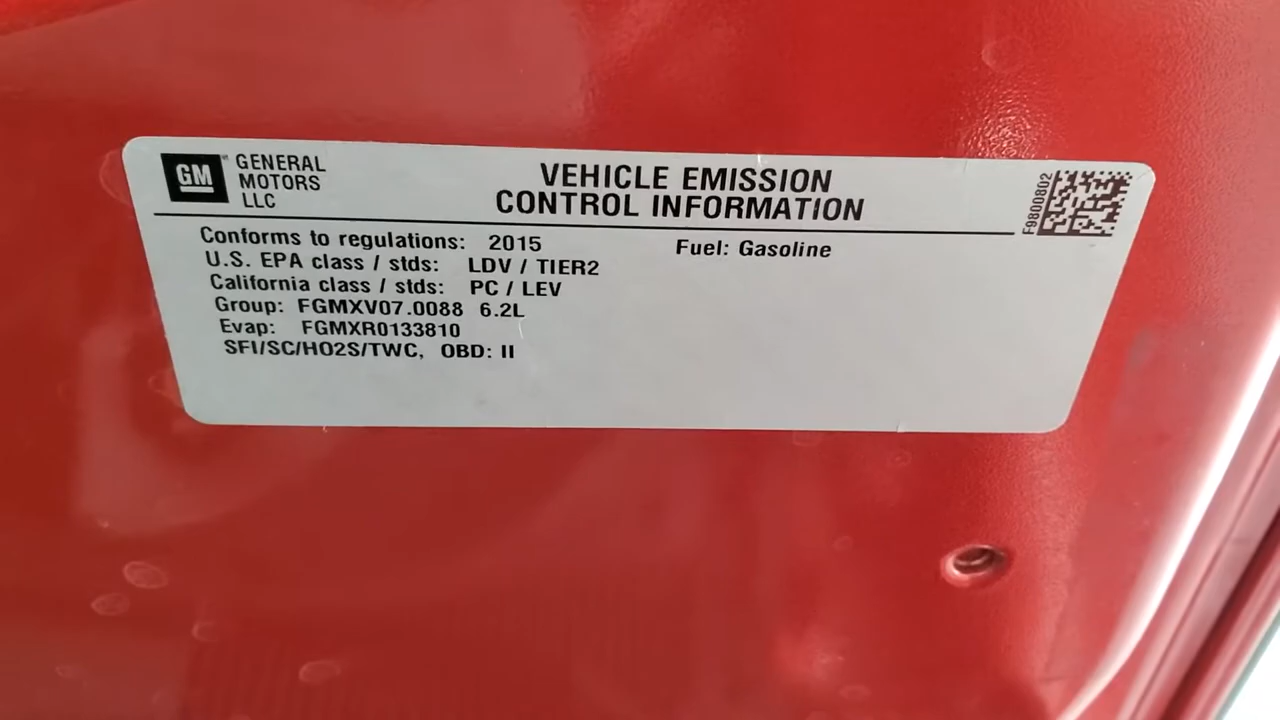 GM
GENERAL
MOTORS
LLC
VEHICLE EMISSION
CONTROL INFORMATION
F9800802
Conforms to regulations: 2015 Fuel: Gasoline
U.S. EPA class / stds: LDV / TIER2
California class / stds: PC / LEV
Group: FGMXV07.0088 6.2L
Evap: FGMXR0133810
SFI/SC/HO2S/TWC, OBD: II